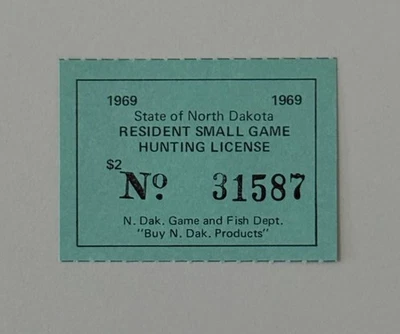 1969 1969
State of North Dakota
RESIDENT SMALL GAME
HUNTING LICENSE
$2
No. 31587
N. Dak. Game and Fish Dept.
"Buy N. Dak. Products"